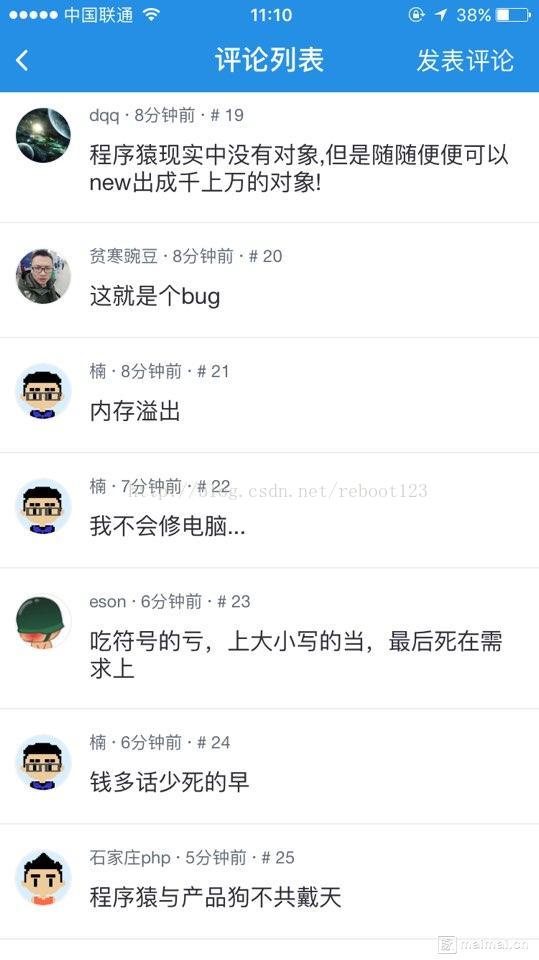 中国联通 11:10 38%
评论列表 发表评论
dqq · 8分钟前 · # 19
程序猿现实中没有对象,但是随随便便可以
new出成千上万的对象!
贫寒豌豆 · 8分钟前 · # 20
这就是个bug
楠 · 8分钟前 · # 21
内存溢出
楠 · 7分钟前 · # 22
http://blog.csdn.net/reboot123
我不会修电脑...
eson · 6分钟前 · # 23
吃符号的亏，上大小写的当，最后死在需
求上
楠 · 6分钟前 · # 24
钱多话少死的早
石家庄php · 5分钟前 · # 25
程序猿与产品狗不共戴天
脉 maimai.cn